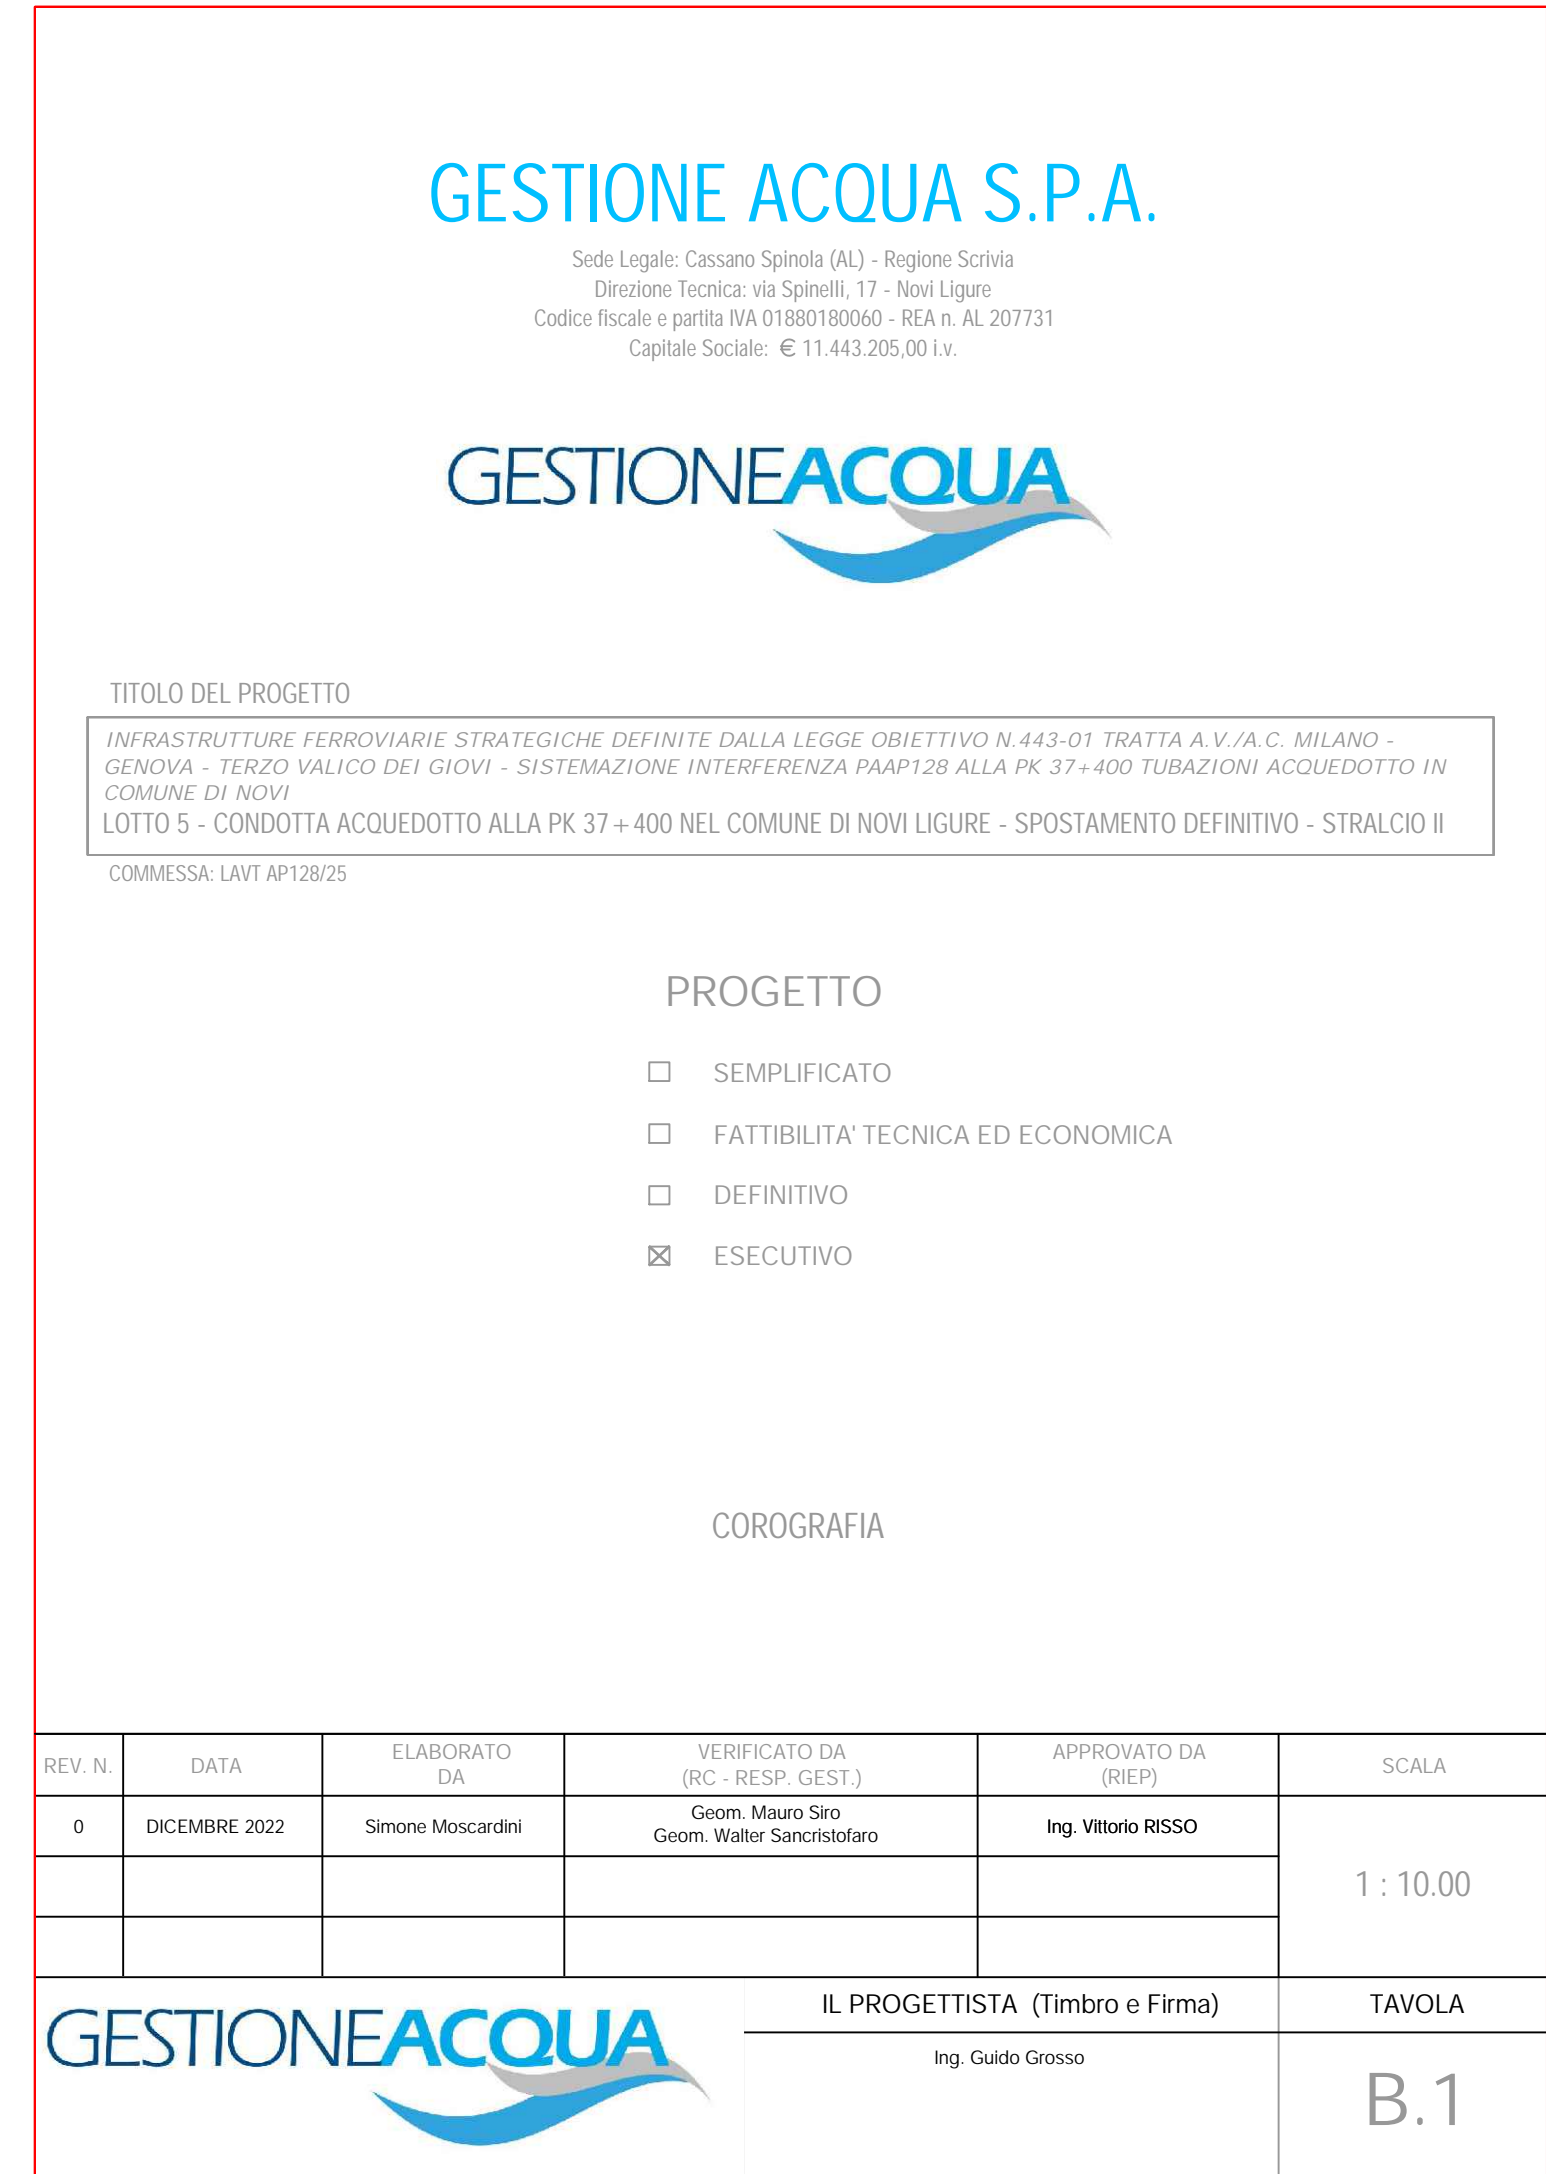 GESTIONE ACQUA S.P.A.
Sede Legale: Cassano Spinola (AL) - Regione Scrivia
Direzione Tecnica: via Spinelli, 17 - Novi Ligure
Codice fiscale e partita IVA 01880180060 - REA n. AL 207731
Capitale Sociale: € 11.443.205,00 i.v.
GESTIONEACQUA
TITOLO DEL PROGETTO
INFRASTRUTTURE FERROVIARIE STRATEGICHE DEFINITE DALLA LEGGE OBIETTIVO N.443-01 TRATTA A.V./A.C. MILANO -
GENOVA - TERZO VALICO DEI GIOVI - SISTEMAZIONE INTERFERENZA PAAP128 ALLA PK 37+400 TUBAZIONI ACQUEDOTTO IN
COMUNE DI NOVI
LOTTO 5 - CONDOTTA ACQUEDOTTO ALLA PK 37+400 NEL COMUNE DI NOVI LIGURE - SPOSTAMENTO DEFINITIVO - STRALCIO II
COMMESSA: LAVT AP128/25
PROGETTO
☐ SEMPLIFICATO
☐ FATTIBILITA' TECNICA ED ECONOMICA
☐ DEFINITIVO
☒ ESECUTIVO
COROGRAFIA
REV. N. DATA ELABORATO DA VERIFICATO DA (RC - RESP. GEST.) APPROVATO DA (RIEP) SCALA
0 DICEMBRE 2022 Simone Moscardini Geom. Mauro Siro Geom. Walter Sancristofaro Ing. Vittorio RISSO
1 : 10.00
GESTIONEACQUA
IL PROGETTISTA (Timbro e Firma) TAVOLA
Ing. Guido Grosso
B.1